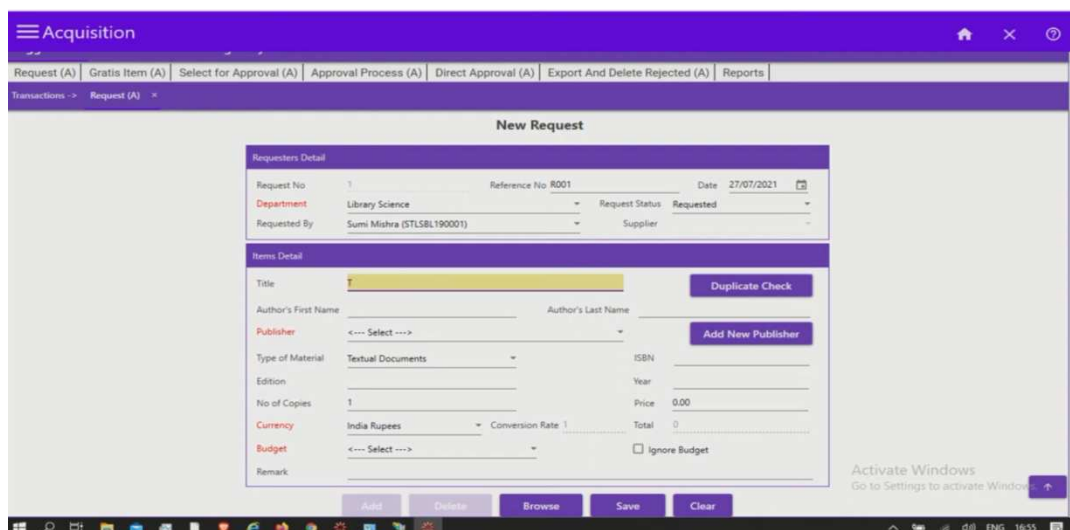 Acquisition
Request (A) Gratis Item (A) Select for Approval (A) Approval Process (A) Direct Approval (A) Export And Delete Rejected (A) Reports
Transactions -> Request (A) ×
New Request
Requesters Detail
Request No 1 Reference No R001 Date 27/07/2021
Department Library Science Request Status Requested
Requested By Sumi Mishra (STLSBL190001) Supplier
Items Detail
Title T Duplicate Check
Author's First Name Author's Last Name
Publisher <--- Select ---> Add New Publisher
Type of Material Textual Documents ISBN
Edition Year
No of Copies 1 Price 0.00
Currency India Rupees Conversion Rate 1 Total 0
Budget <--- Select ---> Ignore Budget
Remark
Activate Windows
Go to Settings to activate Windows.
Add Delete Browse Save Clear
ENG 16:55